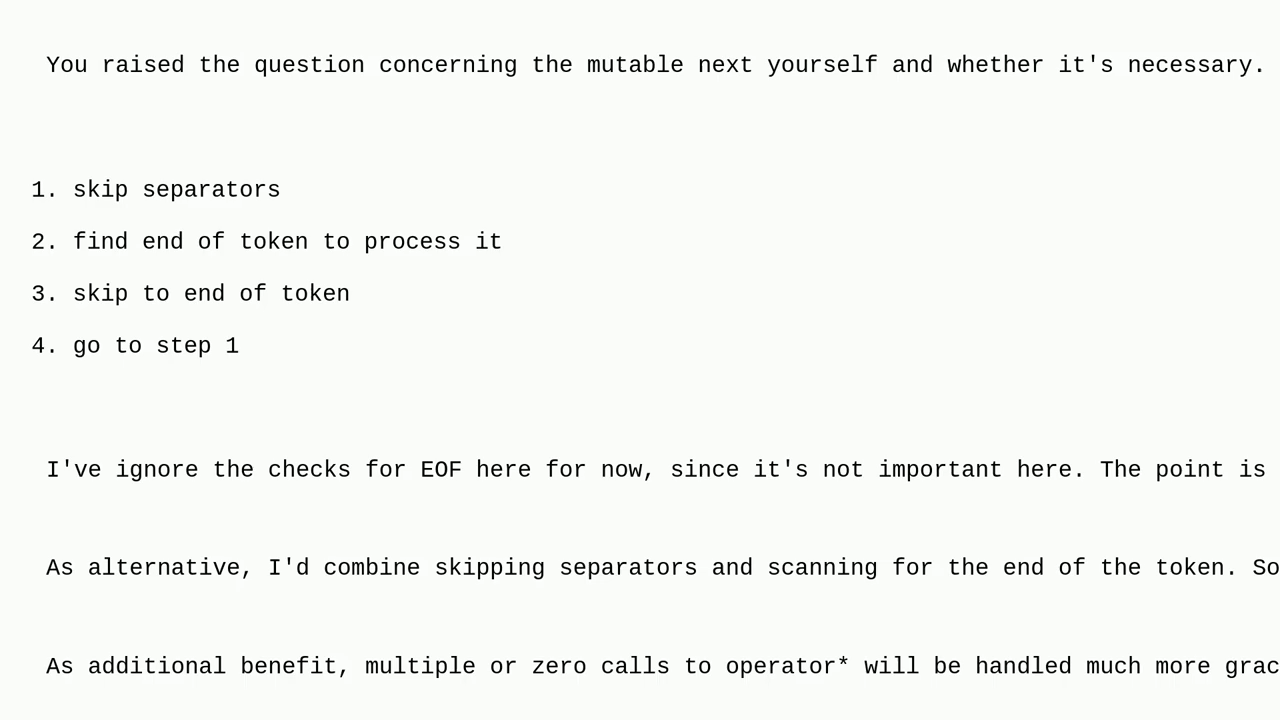 You raised the question concerning the mutable next yourself and whether it's necessary.
1. skip separators
2. find end of token to process it
3. skip to end of token
4. go to step 1
I've ignore the checks for EOF here for now, since it's not important here. The point is
As alternative, I'd combine skipping separators and scanning for the end of the token. So
As additional benefit, multiple or zero calls to operator* will be handled much more grac